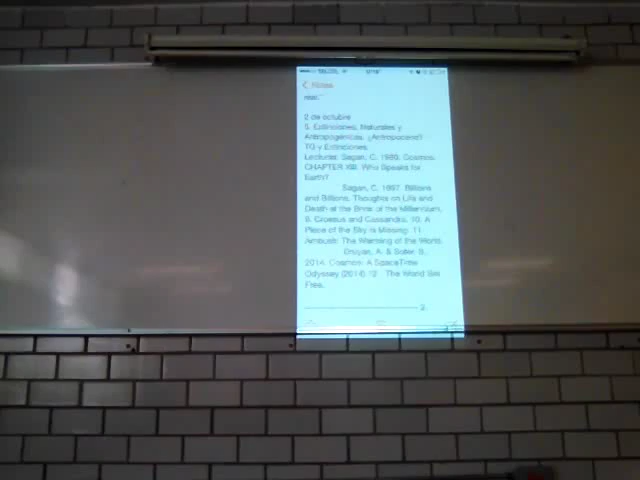 Notes
2 de octubre
5. Extinciones, Naturales y
Antropogénicas. ¿Antropoceno?
TG y Extinciones.
Lecturas: Sagan, C. 1980. Cosmos.
CHAPTER XIII. Who Speaks for
Earth?
Sagan, C. 1997. Billions
and Billions. Thoughts on Life and
Death at the Brink of the Millennium.
9. Croesus and Cassandra. 10. A
Piece of the Sky is Missing. 11
Ambush: The Warming of the World.
Druyan, A. & Soter S.
2014. Cosmos: A SpaceTime
Odyssey (2014) 12. The World Set
Free.